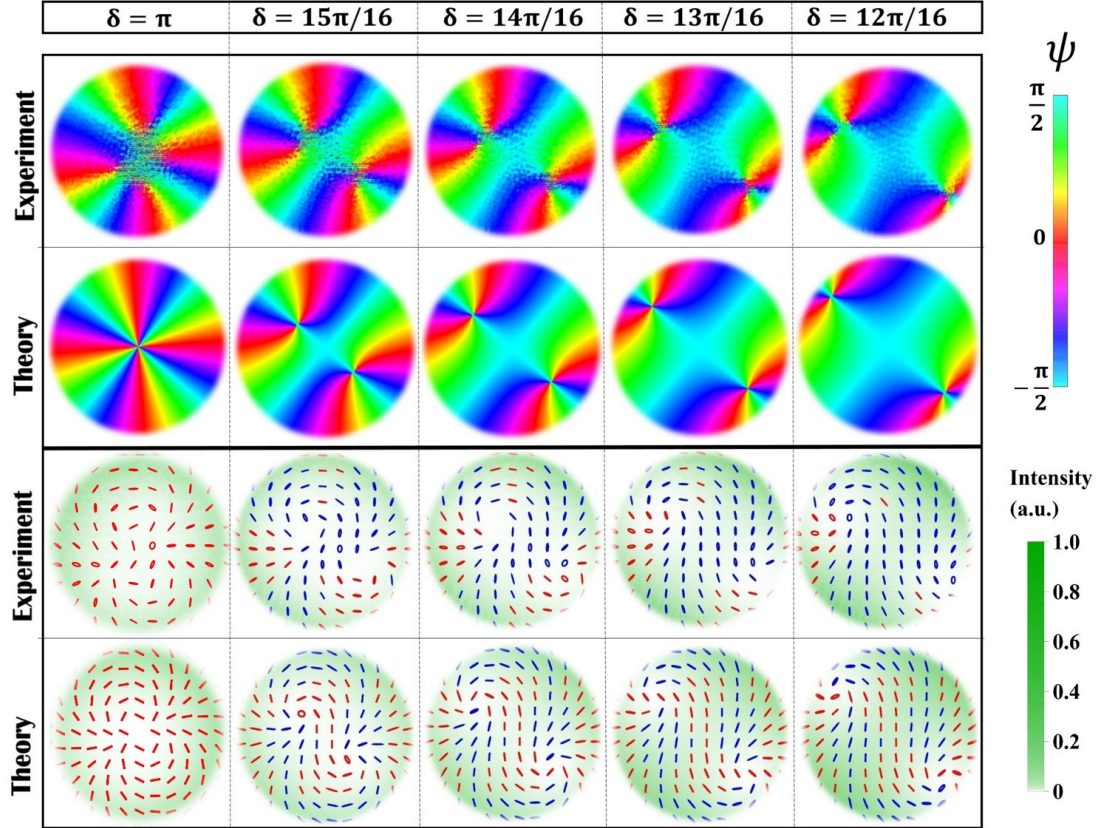 δ = π δ = 15π/16 δ = 14π/16 δ = 13π/16 δ = 12π/16
ψ
Experiment
π/2
0
Theory
−π/2
Experiment
Intensity
(a.u.)
1.0
0.8
0.6
Theory
0.4
0.2
0